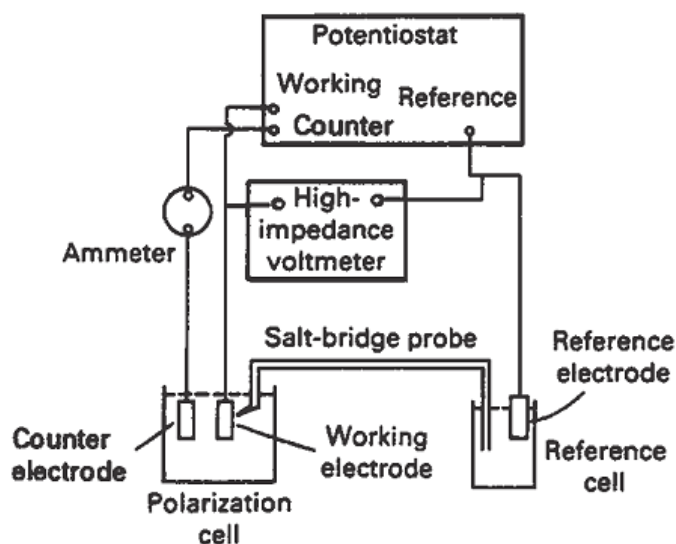 Potentiostat
Working
Reference
Counter
High-
impedance
voltmeter
Ammeter
Salt-bridge probe
Reference
electrode
Counter
electrode
Working
electrode
Reference
cell
Polarization
cell